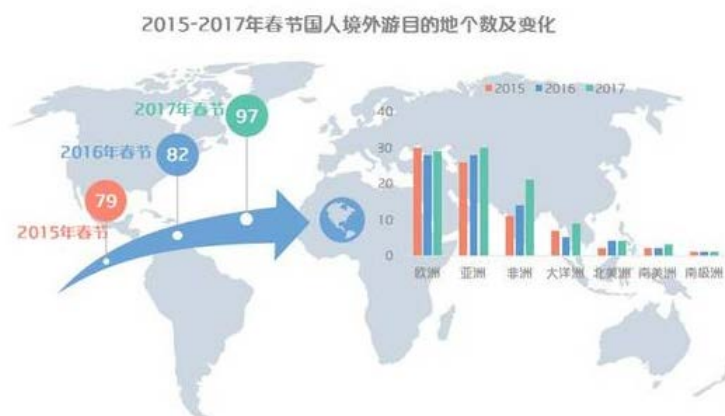 2015-2017年春节国人境外游目的地个数及变化
2017年春节
97
2016年春节
82
79
2015年春节
2015 2016 2017
40
30
20
10
0
欧洲 亚洲 非洲 大洋洲 北美洲 南美洲 南极洲